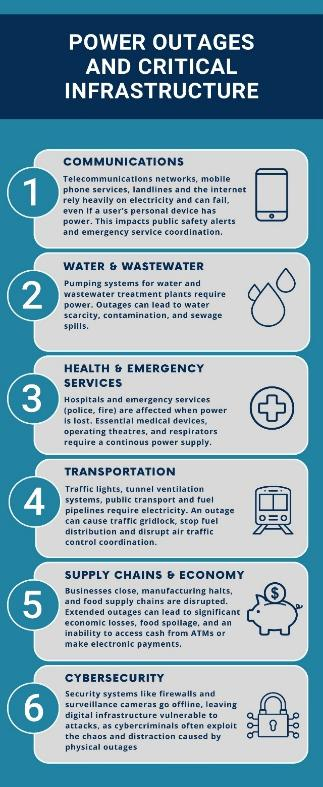 POWER OUTAGES
AND CRITICAL
INFRASTRUCTURE
1
COMMUNICATIONS
Telecommunications networks, mobile
phone services, landlines and the internet
rely heavily on electricity and can fail,
even if a user's personal device has
power. This impacts public safety alerts
and emergency service coordination.
2
WATER & WASTEWATER
Pumping systems for water and
wastewater treatment plants require
power. Outages can lead to water
scarcity, contamination, and sewage
spills.
3
HEALTH & EMERGENCY
SERVICES
Hospitals and emergency services
(police, fire) are affected when power
is lost. Essential medical devices,
operating theatres, and respirators
require a continous power supply.
4
TRANSPORTATION
Traffic lights, tunnel ventilation
systems, public transport and fuel
pipelines require electricity. An outage
can cause traffic gridlock, stop fuel
distribution and disrupt air traffic
control coordination.
5
SUPPLY CHAINS & ECONOMY
Businesses close, manufacturing halts,
and food supply chains are disrupted.
Extended outages can lead to significant
economic losses, food spoilage, and an
inability to access cash from ATMs or
make electronic payments.
$
6
CYBERSECURITY
Security systems like firewalls and
surveillance cameras go offline, leaving
digital infrastructure vulnerable to
attacks, as cybercriminals often exploit
the chaos and distraction caused by
physical outages